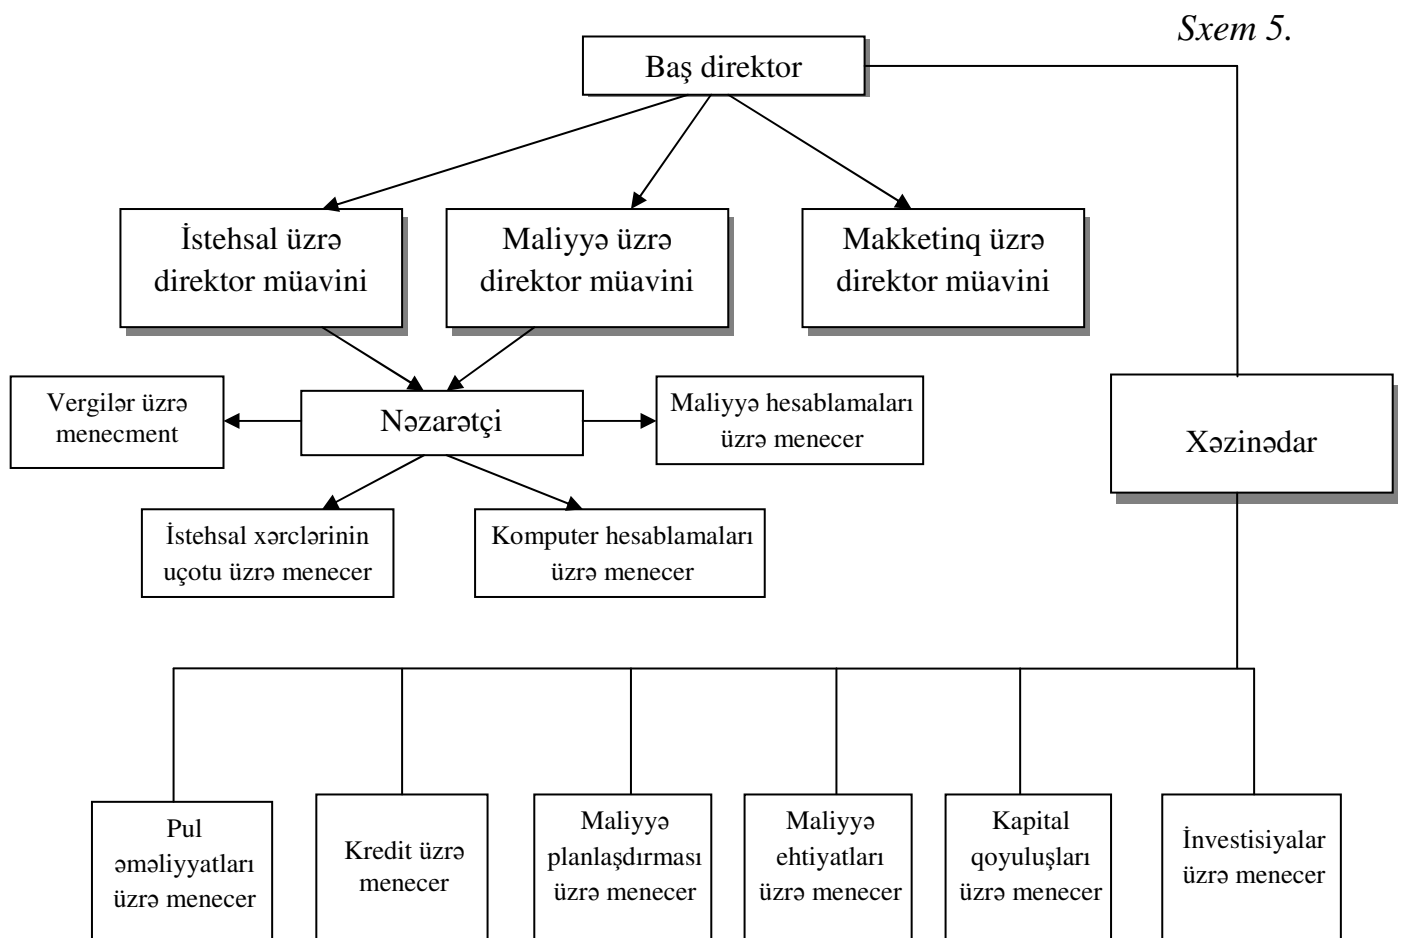 Sxem 5.
Baş direktor
İstehsal üzrə
direktor müavini
Maliyyə üzrə
direktor müavini
Makketinq üzrə
direktor müavini
Vergilər üzrə
menecment
Nəzarətçi
Maliyyə hesablamaları
üzrə menecer
Xəzinədar
İstehsal xərclərinin
uçotu üzrə menecer
Komputer hesablamaları
üzrə menecer
Pul
əməliyyatları
üzrə menecer
Kredit üzrə
menecer
Maliyyə
planlaşdırması
üzrə menecer
Maliyyə
ehtiyatları
üzrə menecer
Kapital
qoyuluşları
üzrə menecer
İnvestisiyalar
üzrə menecer